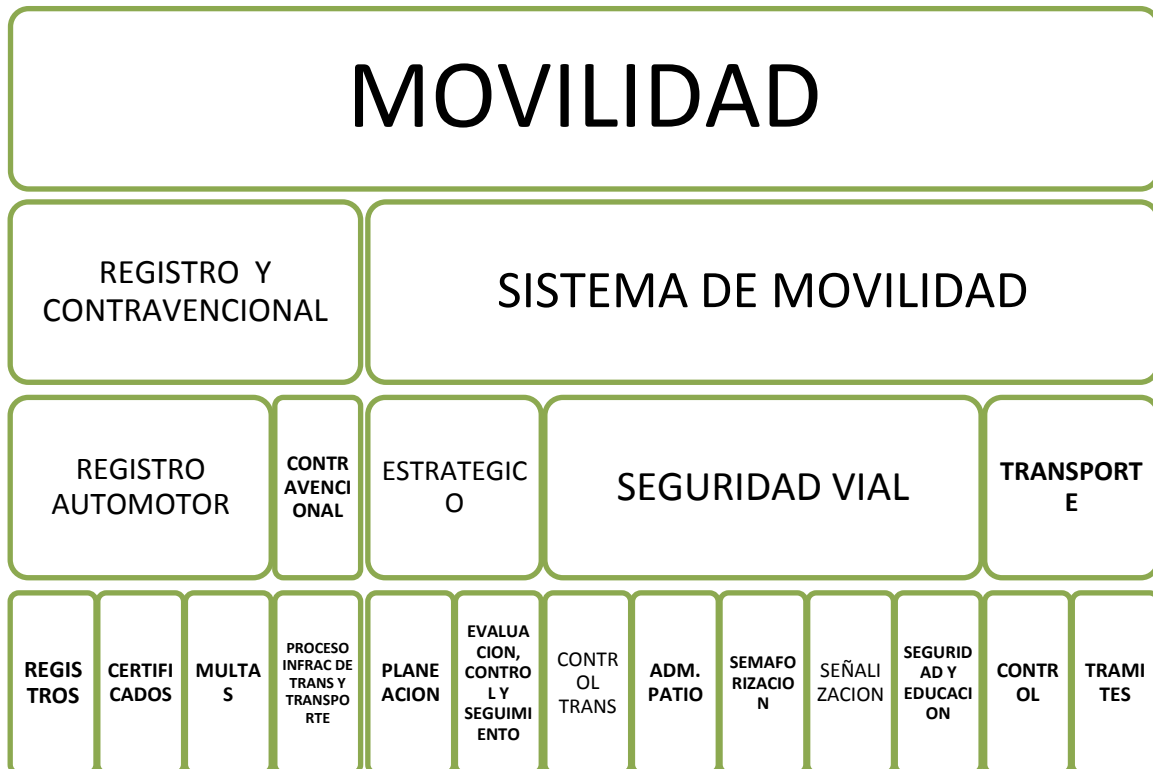 MOVILIDAD
REGISTRO Y
CONTRAVENCIONAL
SISTEMA DE MOVILIDAD
REGISTRO
AUTOMOTOR
CONTR
AVENCI
ONAL
ESTRATEGIC
O
SEGURIDAD VIAL
TRANSPORT
E
REGIS
TROS
CERTIFI
CADOS
MULTA
S
PROCESO
INFRAC DE
TRANS Y
TRANSPO
RTE
PLANE
ACION
EVALUA
CION,
CONTRO
L Y
SEGUIMI
ENTO
CONTR
OL
TRANS
ADM.
PATIO
SEMAFO
RIZACIO
N
SEÑALI
ZACION
SEGURID
AD Y
EDUCACI
ON
CONTR
OL
TRAMI
TES